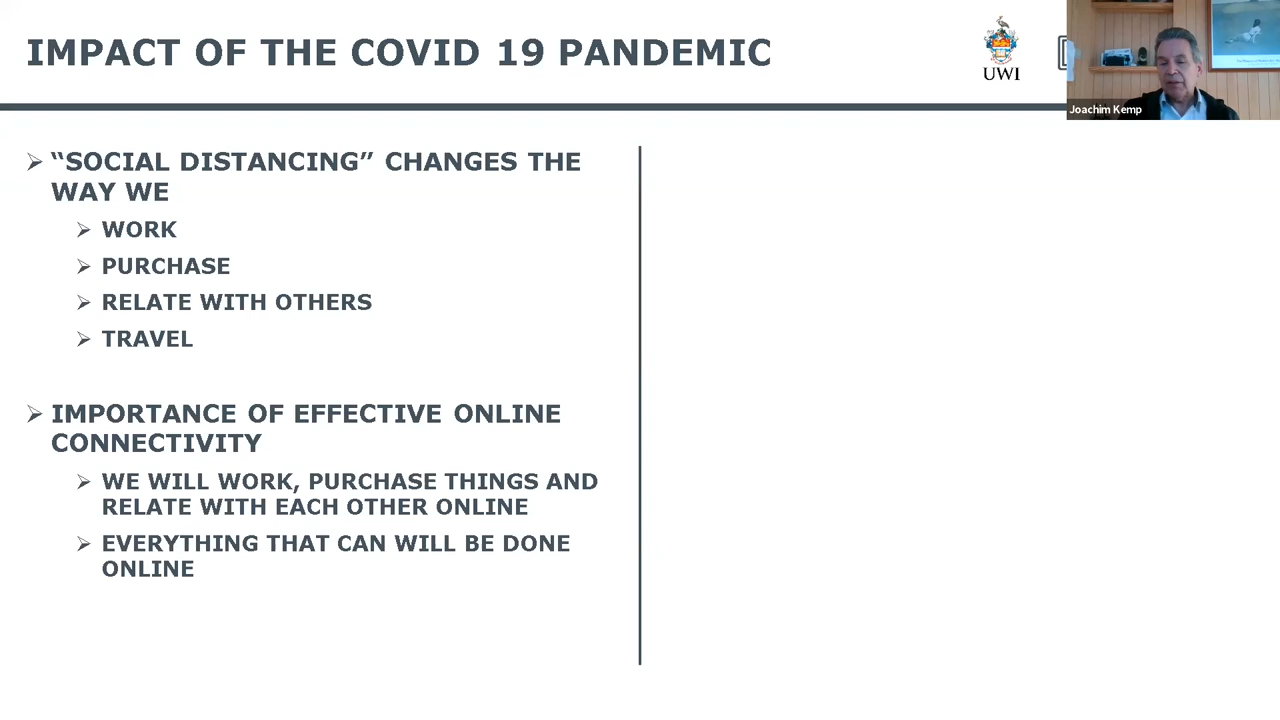 IMPACT OF THE COVID 19 PANDEMIC
UWI
Joachim Kemp
“SOCIAL DISTANCING” CHANGES THE
WAY WE
WORK
PURCHASE
RELATE WITH OTHERS
TRAVEL
IMPORTANCE OF EFFECTIVE ONLINE
CONNECTIVITY
WE WILL WORK, PURCHASE THINGS AND
RELATE WITH EACH OTHER ONLINE
EVERYTHING THAT CAN WILL BE DONE
ONLINE